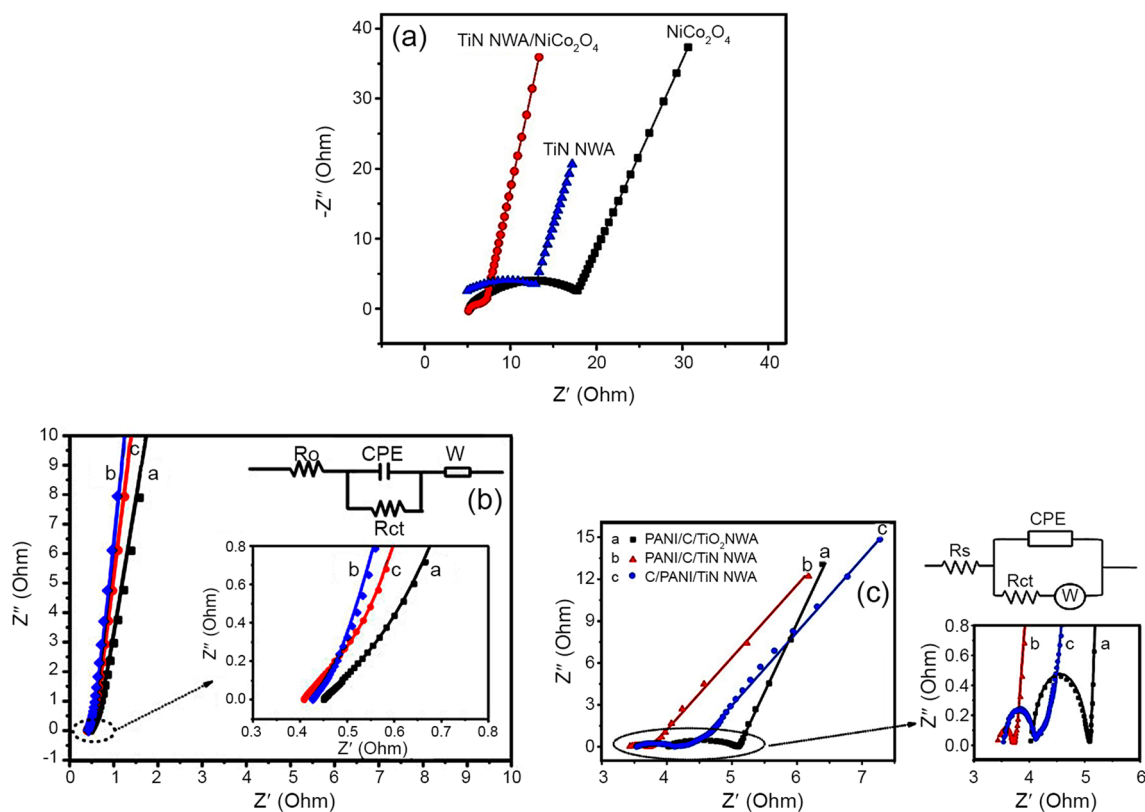 (a)
TiN NWA/NiCo₂O₄
NiCo₂O₄
TiN NWA
40
30
20
10
0
-Z″ (Ohm)
0 10 20 30 40
Z′ (Ohm)
10
9
8
7
6
5
4
3
2
1
0
-1
Z″ (Ohm)
b c a
Ro CPE W
Rct
(b)
0.8
0.6
0.4
0.2
0.0
Z″ (Ohm)
b c a
0.3 0.4 0.5 0.6 0.7 0.8
Z′ (Ohm)
0 1 2 3 4 5 6 7 8 9 10
Z′ (Ohm)
15
12
9
6
3
0
Z″ (Ohm)
a PANI/C/TiO₂NWA
b PANI/C/TiN NWA
c C/PANI/TiN NWA
b a c
(c)
3 4 5 6 7
Z′ (Ohm)
CPE
Rs
Rct W
0.8
0.6
0.4
0.2
0.0
Z″ (Ohm)
b c a
3 4 5 6
Z′ (Ohm)